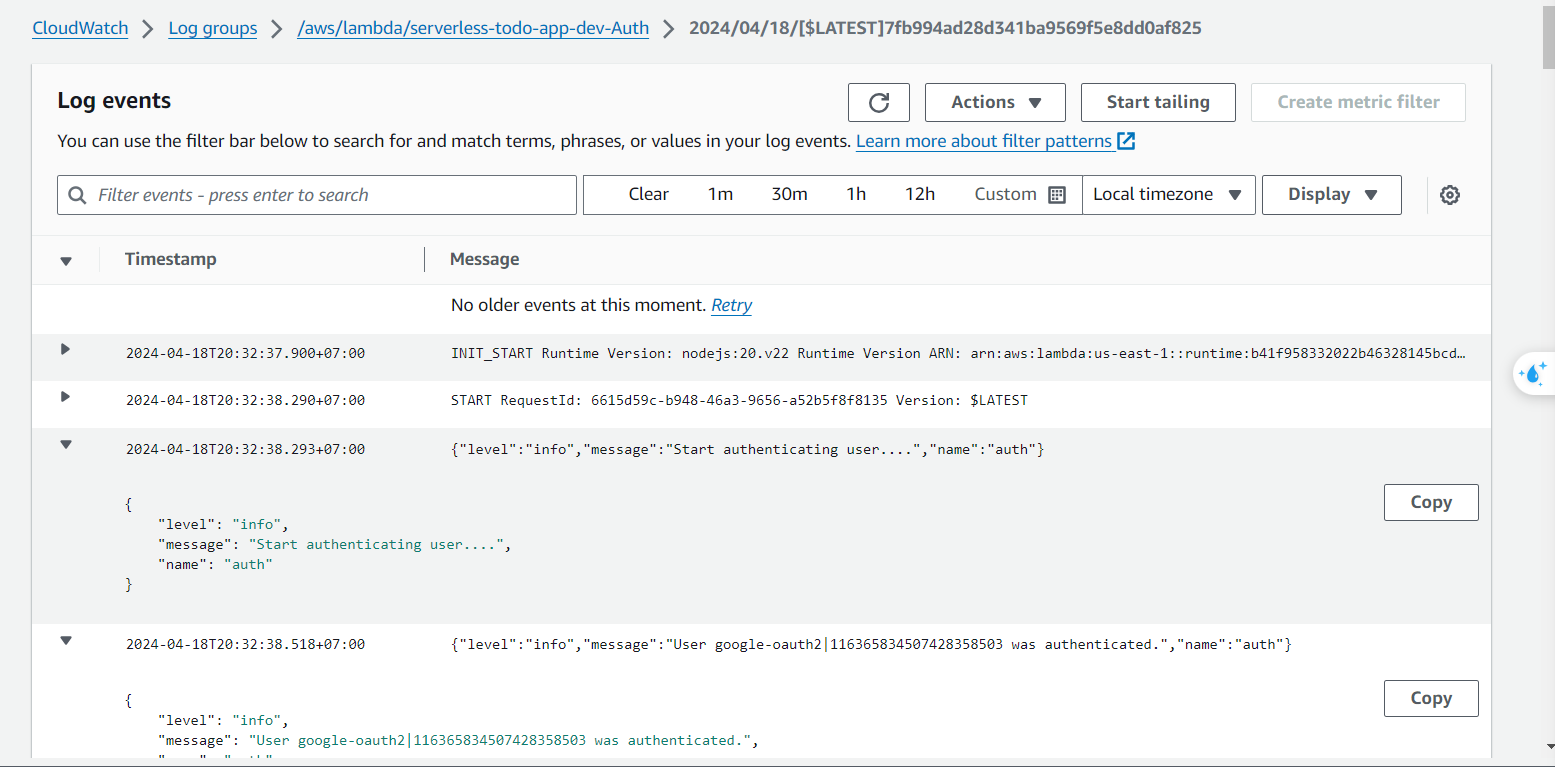 CloudWatch > Log groups > /aws/lambda/serverless-todo-app-dev-Auth > 2024/04/18/[$LATEST]7fb994ad28d341ba9569f5e8dd0af825
Log events
Actions ▼ Start tailing Create metric filter
You can use the filter bar below to search for and match terms, phrases, or values in your log events. Learn more about filter patterns
Filter events - press enter to search Clear 1m 30m 1h 12h Custom Local timezone ▼ Display ▼
Timestamp Message
No older events at this moment. Retry
2024-04-18T20:32:37.900+07:00 INIT_START Runtime Version: nodejs:20.v22 Runtime Version ARN: arn:aws:lambda:us-east-1::runtime:b41f958332022b46328145bcd…
2024-04-18T20:32:38.290+07:00 START RequestId: 6615d59c-b948-46a3-9656-a52b5f8f8135 Version: $LATEST
2024-04-18T20:32:38.293+07:00 {"level":"info","message":"Start authenticating user....","name":"auth"}
Copy
{
"level": "info",
"message": "Start authenticating user....",
"name": "auth"
}
2024-04-18T20:32:38.518+07:00 {"level":"info","message":"User google-oauth2|116365834507428358503 was authenticated.","name":"auth"}
Copy
{
"level": "info",
"message": "User google-oauth2|116365834507428358503 was authenticated.",